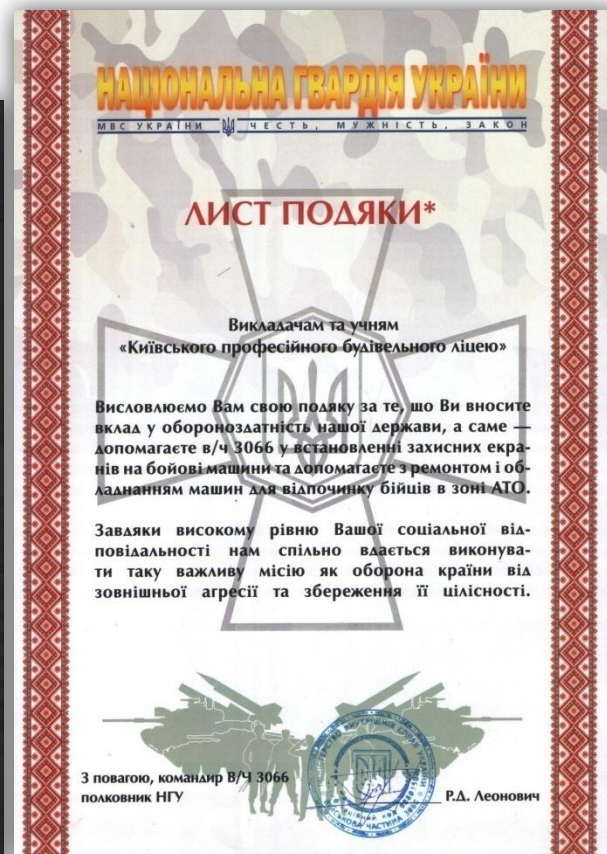 НАЦІОНАЛЬНА ГВАРДІЯ УКРАЇНИ
МВС УКРАЇНИ ЧЕСТЬ, МУЖНІСТЬ, ЗАКОН
ЛИСТ ПОДЯКИ*
Викладачам та учням
«Київського професійного будівельного ліцею»
Висловлюємо Вам свою подяку за те, що Ви вносите
вклад у обороноздатність нашої держави, а саме —
допомагаєте в/ч 3066 у встановленні захисних екра-
нів на бойові машини та допомагаєте з ремонтом і об-
ладнанням машин для відпочинку бійців в зоні АТО.
Завдяки високому рівню Вашої соціальної від-
повідальності нам спільно вдається виконува-
ти таку важливу місію як оборона країни від
зовнішньої агресії та збереження її цілісності.
З повагою, командир В/Ч 3066
полковник НГУ Р.Д. Леонович